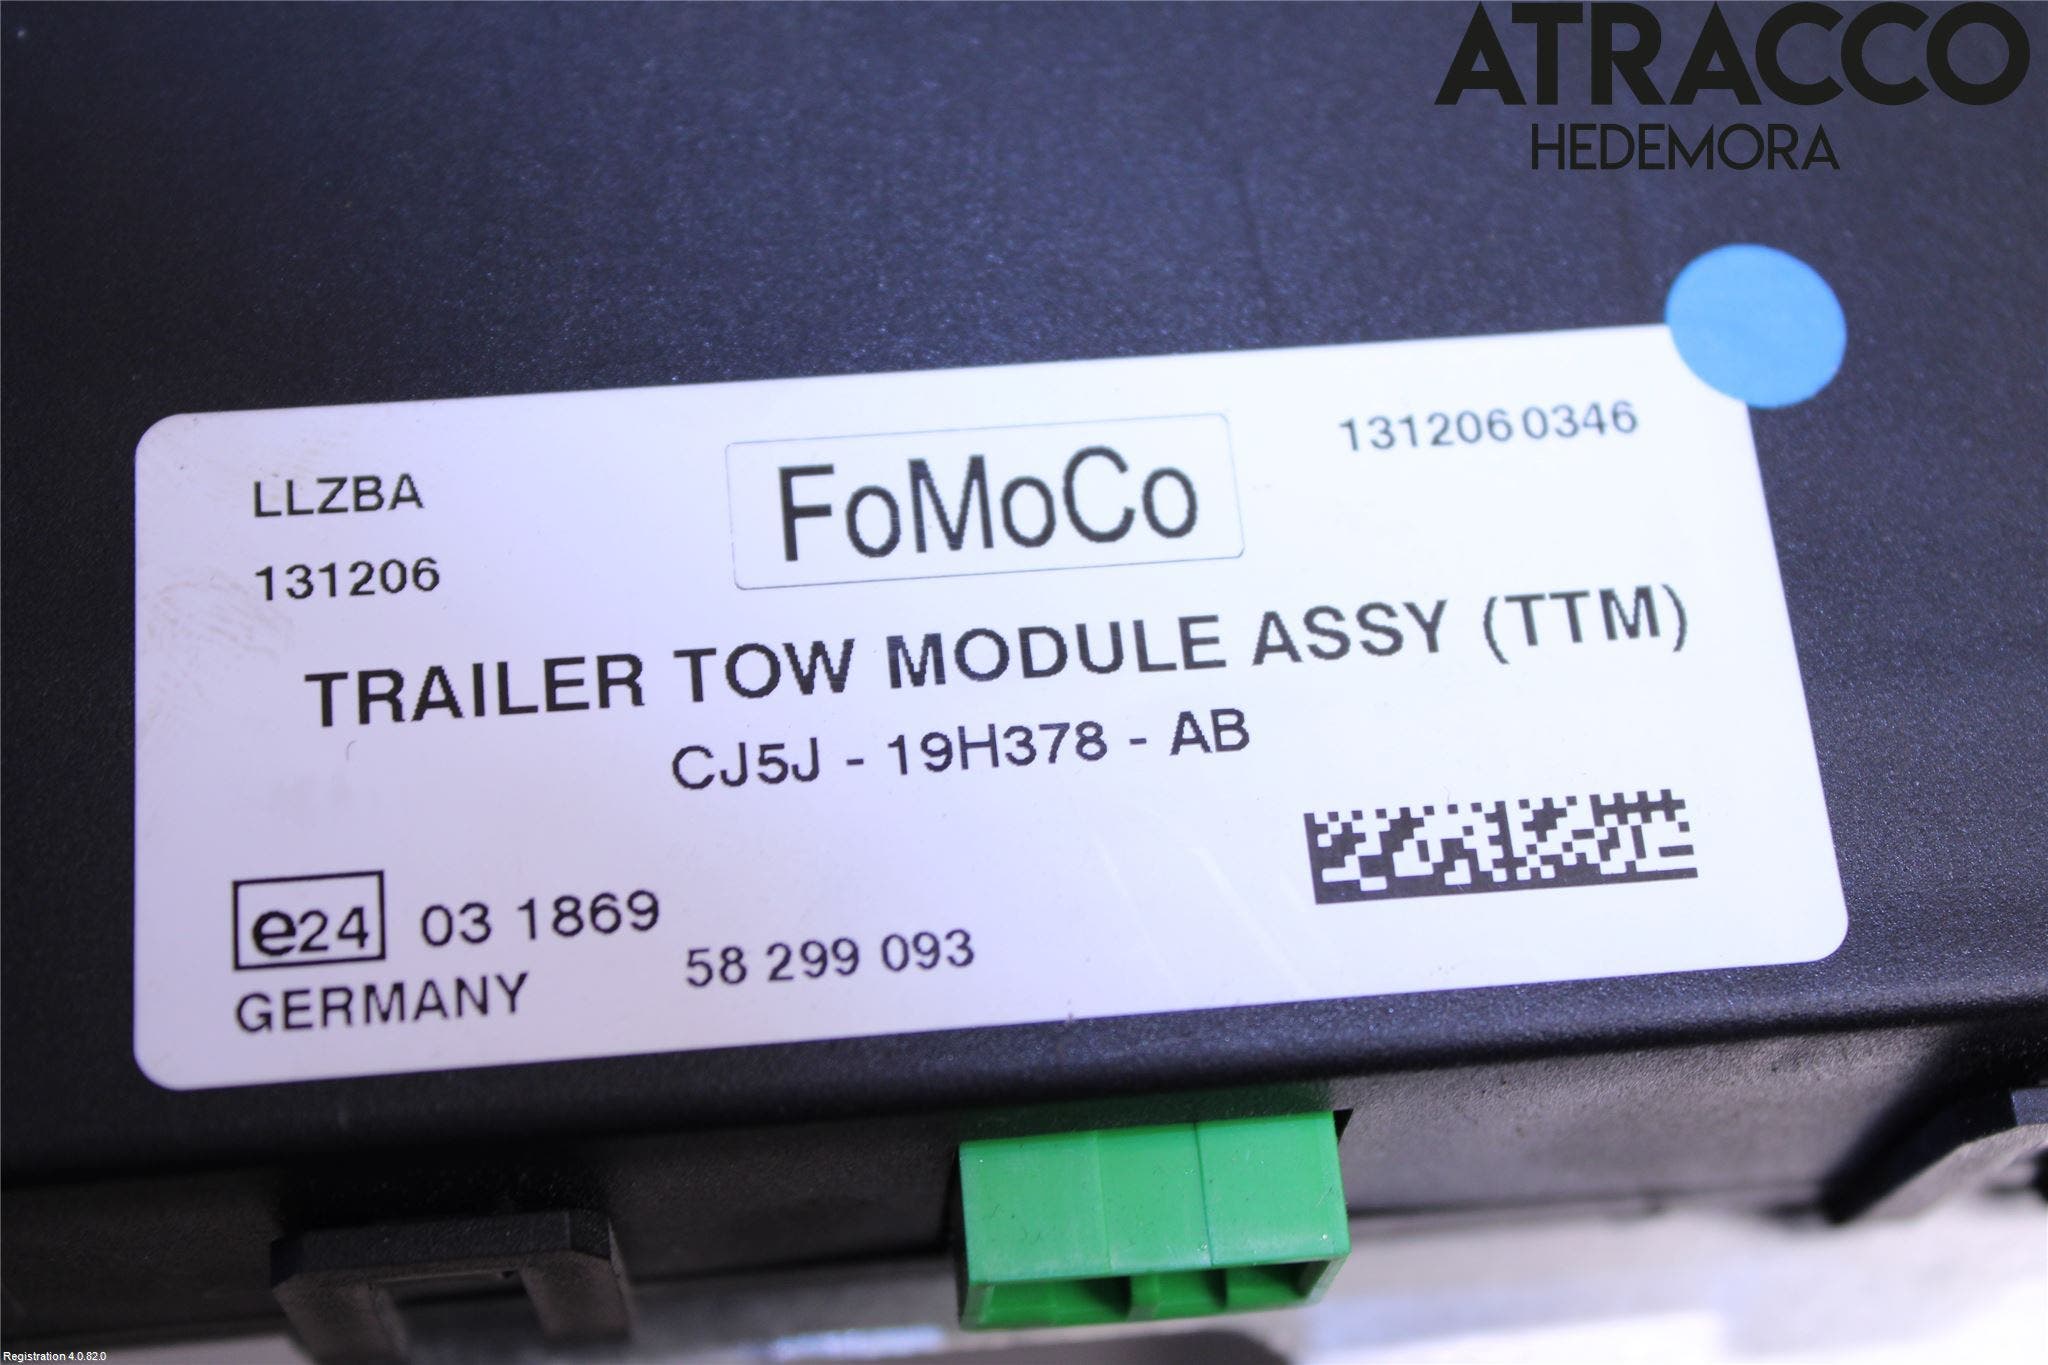 ATRACCO
HEDEMORA
LLZBA
FoMoCo
1312060346
131206
TRAILER TOW MODULE ASSY (TTM)
CJ5J - 19H378 - AB
e24 03 1869
58 299 093
GERMANY
Registration 4.0.82.0